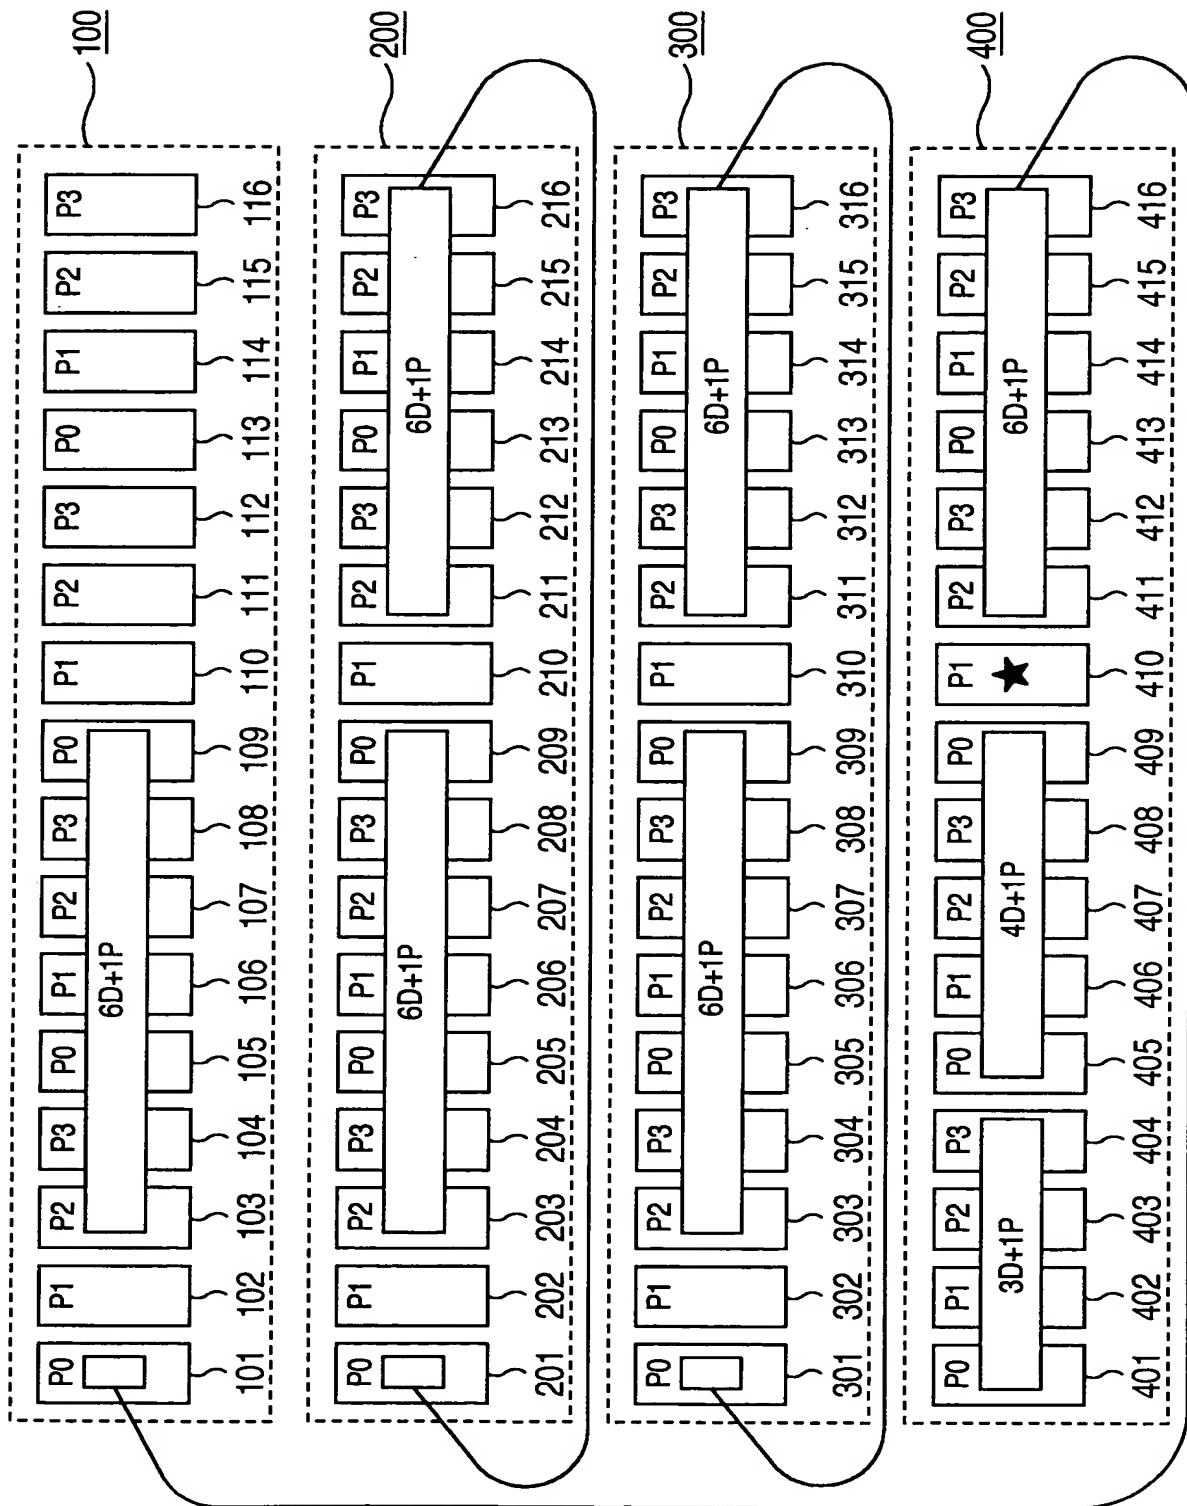 100
P0 P1 P2 P3 P0 P1 P2 P3 P0 P1 P2 P3 P0 P1 P2 P3
6D+1P
101 102 103 104 105 106 107 108 109 110 111 112 113 114 115 116
200
P0 P1 P2 P3 P0 P1 P2 P3 P0 P1 P2 P3 P0 P1 P2 P3
6D+1P 6D+1P
201 202 203 204 205 206 207 208 209 210 211 212 213 214 215 216
300
P0 P1 P2 P3 P0 P1 P2 P3 P0 P1 P2 P3 P0 P1 P2 P3
6D+1P 6D+1P
301 302 303 304 305 306 307 308 309 310 311 312 313 314 315 316
400
P0 P1 P2 P3 P0 P1 P2 P3 P0 P1 P2 P3 P0 P1 P2 P3
3D+1P 4D+1P 6D+1P
401 402 403 404 405 406 407 408 409 410 411 412 413 414 415 416